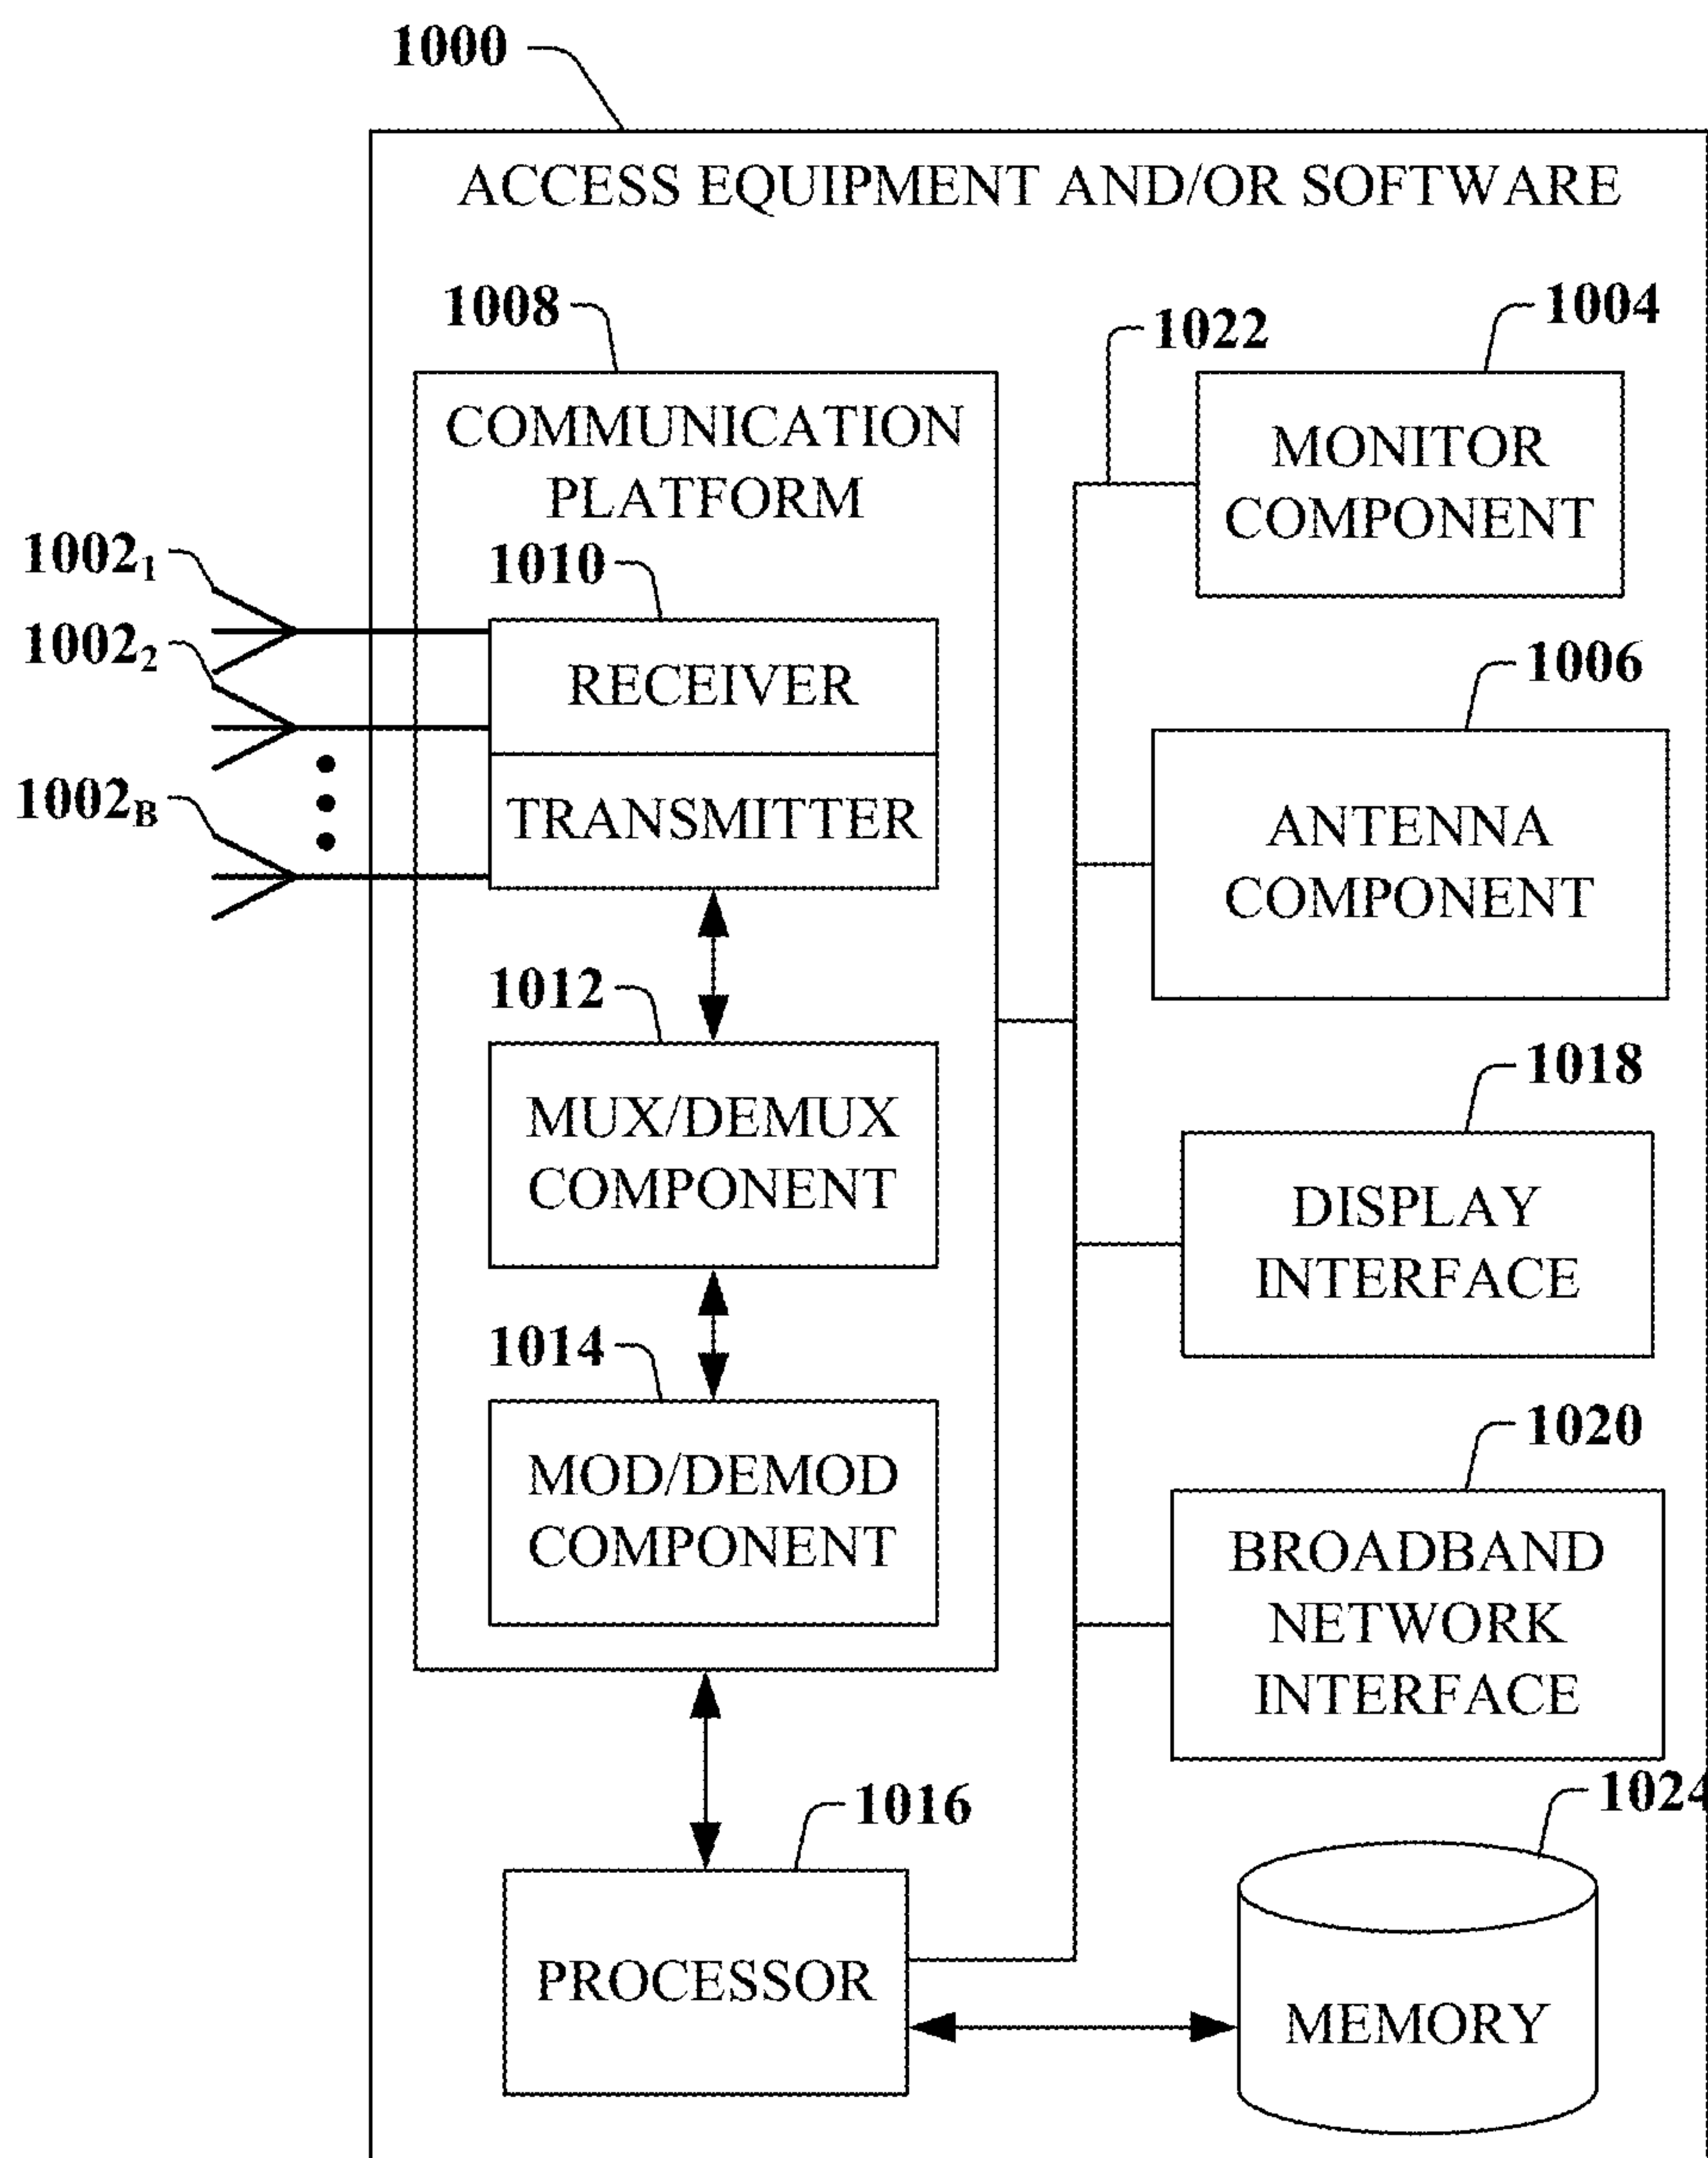 1000
ACCESS EQUIPMENT AND/OR SOFTWARE
1008
COMMUNICATION
PLATFORM
1002₁
1002₂
1002B
1010
RECEIVER
TRANSMITTER
1012
MUX/DEMUX
COMPONENT
1014
MOD/DEMOD
COMPONENT
1016
PROCESSOR
1022
1004
MONITOR
COMPONENT
1006
ANTENNA
COMPONENT
1018
DISPLAY
INTERFACE
1020
BROADBAND
NETWORK
INTERFACE
1024
MEMORY